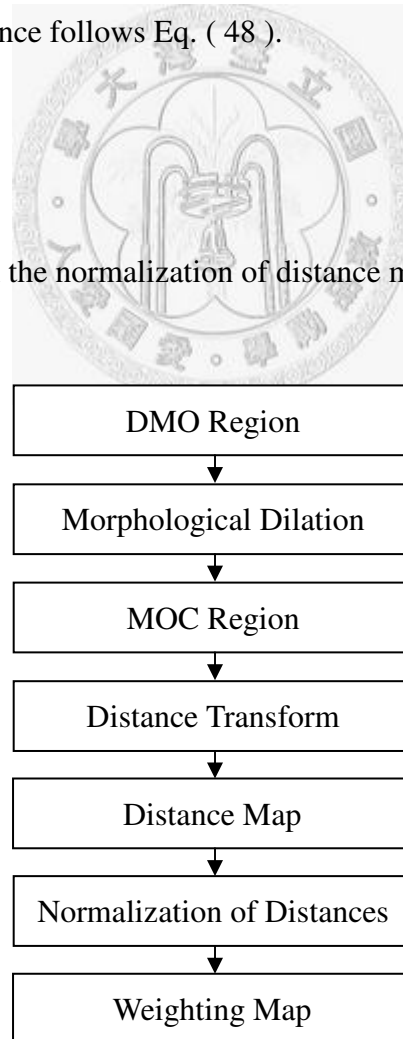 nce follows Eq. ( 48 ).
the normalization of distance m
DMO Region
Morphological Dilation
MOC Region
Distance Transform
Distance Map
Normalization of Distances
Weighting Map